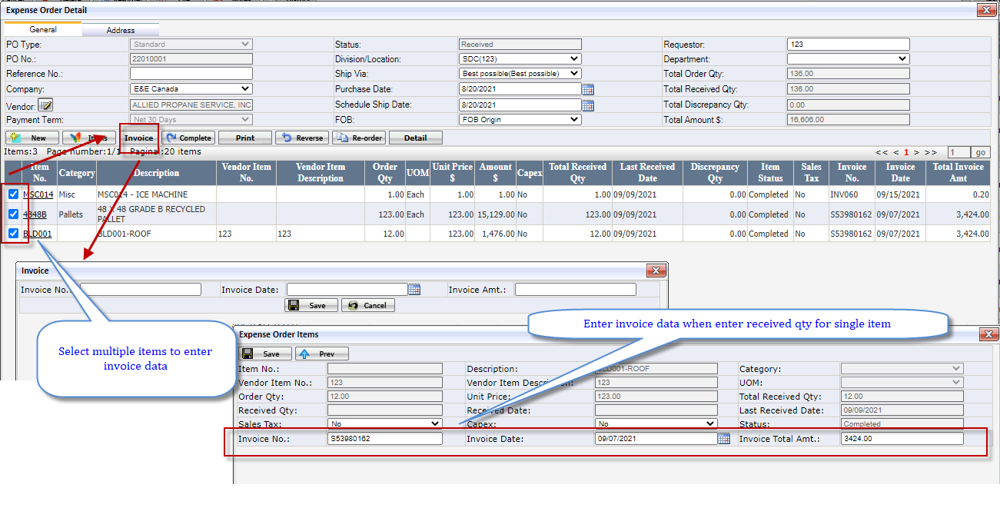 Expense Order Detail
General Address
PO Type: Standard Status: Received Requestor: 123
PO No.: 22010001 Division/Location: SDC(123) Department:
Reference No.: Ship Via: Best possible(Best possible) Total Order Qty: 136.00
Company: E&E Canada Purchase Date: 8/20/2021 Total Received Qty: 136.00
Vendor: ALLIED PROPANE SERVICE, INC Schedule Ship Date: 8/20/2021 Total Discrepancy Qty: 0.00
Payment Term: Net 30 Days FOB: FOB Origin Total Amount $: 16,606.00
New Invoice Complete Print Reverse Re-order Detail
Items:3 Page number:1/1 Pagina :20 items << < 1 > >> 1 go
Item No. Category Description Vendor Item No. Vendor Item Description Order Qty UOM Unit Price $ Amount $ Capex Total Received Qty Last Received Date Discrepancy Qty Item Status Sales Tax Invoice No. Invoice Date Total Invoice Amt
MSC014 Misc MSC014 - ICE MACHINE 1.00 Each 1.00 1.00 No 1.00 09/09/2021 0.00 Completed No INV060 09/15/2021 0.20
4848B Pallets 48 X 48 GRADE B RECYCLED PALLET 123.00 Each 123.00 15,129.00 No 123.00 09/09/2021 0.00 Completed No S53980162 09/07/2021 3,424.00
BLD001 BLD001-ROOF 123 123 12.00 123.00 1,476.00 No 12.00 09/09/2021 0.00 Completed No S53980162 09/07/2021 3,424.00
Invoice
Invoice No.: Invoice Date: Invoice Amt.:
Save Cancel
Enter invoice data when enter received qty for single item
Select multiple items to enter
invoice data
Expense Order Items
Save Prev
Item No.: Description: BLD001-ROOF Category:
Vendor Item No.: 123 Vendor Item Description: 123 UOM:
Order Qty: 12.00 Unit Price: 123.00 Total Received Qty: 12.00
Received Qty: Received Date: Last Received Date: 09/09/2021
Sales Tax: No Capex: No Status: Completed
Invoice No.: S53980162 Invoice Date: 09/07/2021 Invoice Total Amt.: 3424.00